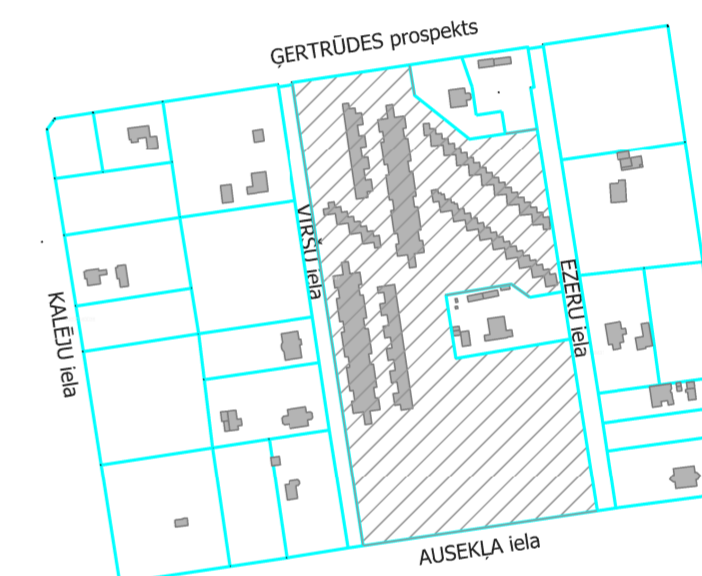 ĢERTRŪDES prospekts
VIRŠU iela
EZERU iela
KALĒJU iela
AUSEKĻA iela